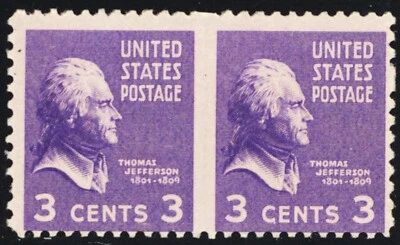 UNITED
STATES
POSTAGE
THOMAS
JEFFERSON
1801-1809
3 CENTS 3
UNITED
STATES
POSTAGE
THOMAS
JEFFERSON
1801-1809
3 CENTS 3